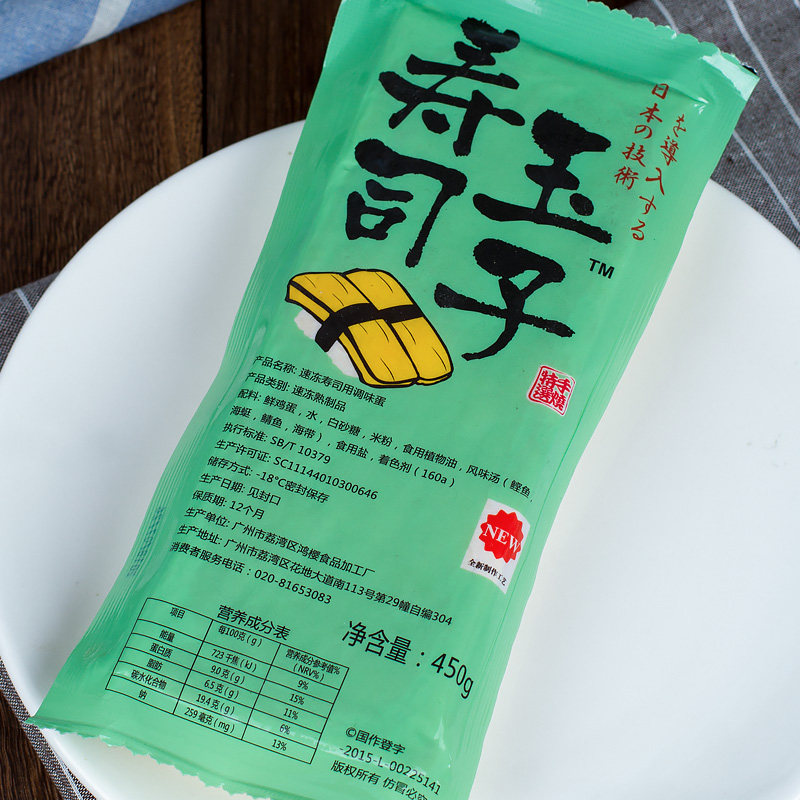 寿司
玉子
TM
日本の技術
を導入する
手燒
特選
产品名称: 速冻寿司用调味蛋
产品类别: 速冻熟制品
配料: 鲜鸡蛋，水，白砂糖，米粉，食用植物油，风味汤（鲣鱼，
海蜓，鲭鱼，海带），食用盐，着色剂（160a）
执行标准: SB/T 10379
生产许可证: SC11144010300646
储存方式: -18°C密封保存
生产日期: 见封口
保质期: 12个月
生产单位: 广州市荔湾区鸿樱食品加工厂
生产地址: 广州市荔湾区花地大道南113号第29幢自编304
消费者服务电话：020-81653083
NEW
全新制作工艺
净含量：450g
营养成分表
项目 每100克(g) 营养成分参考值%(NRV%)
能量 723 千焦(kJ) 9%
蛋白质 9.0克(g) 15%
脂肪 6.5克(g) 11%
碳水化合物 19.4克(g) 6%
钠 259 毫克(mg) 13%
©国作登字
-2015-L-00225141
版权所有 仿冒必究